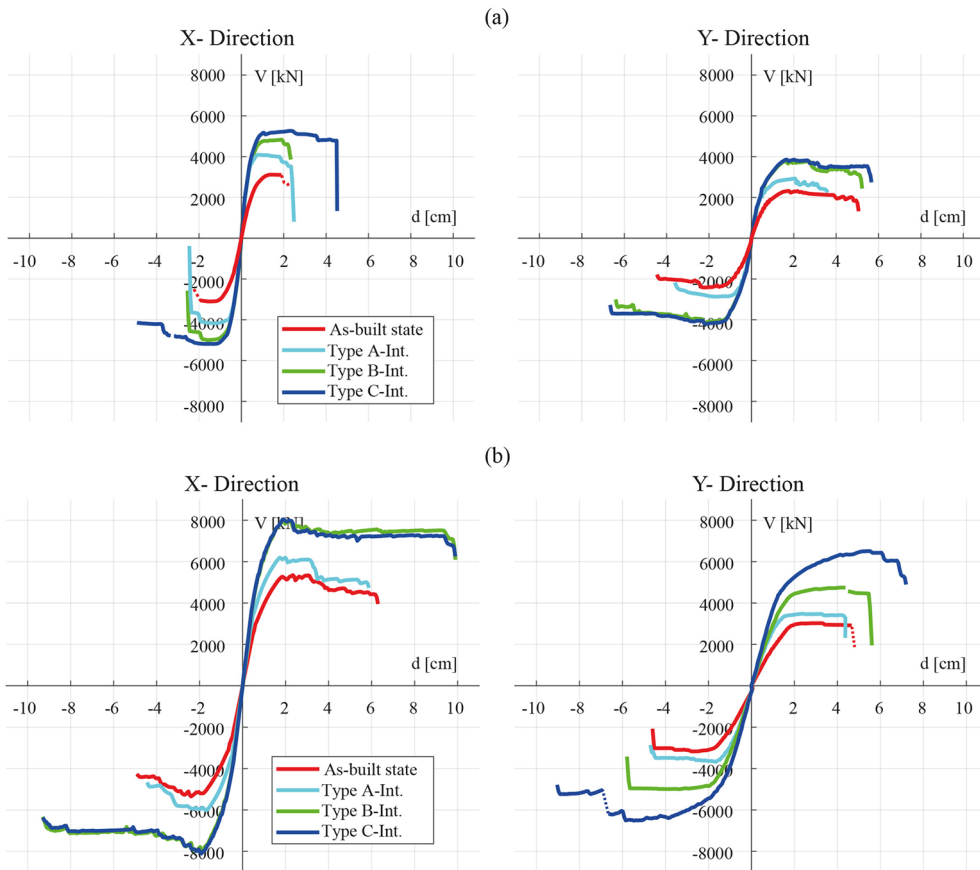 (a)
X- Direction
Y- Direction
V [kN]
8000
6000
4000
2000
d [cm]
-10 -8 -6 -4 -2 0 2 4 6 8 10
-2000
-4000
-6000
-8000
As-built state
Type A-Int.
Type B-Int.
Type C-Int.
V [kN]
8000
6000
4000
2000
d [cm]
-10 -8 -6 -4 -2 0 2 4 6 8 10
-2000
-4000
-6000
-8000
(b)
X- Direction
Y- Direction
V [kN]
8000
6000
4000
2000
d [cm]
-10 -8 -6 -4 -2 0 2 4 6 8 10
-2000
-4000
-6000
-8000
As-built state
Type A-Int.
Type B-Int.
Type C-Int.
V [kN]
8000
6000
4000
2000
d [cm]
-10 -8 -6 -4 -2 0 2 4 6 8 10
-2000
-4000
-6000
-8000